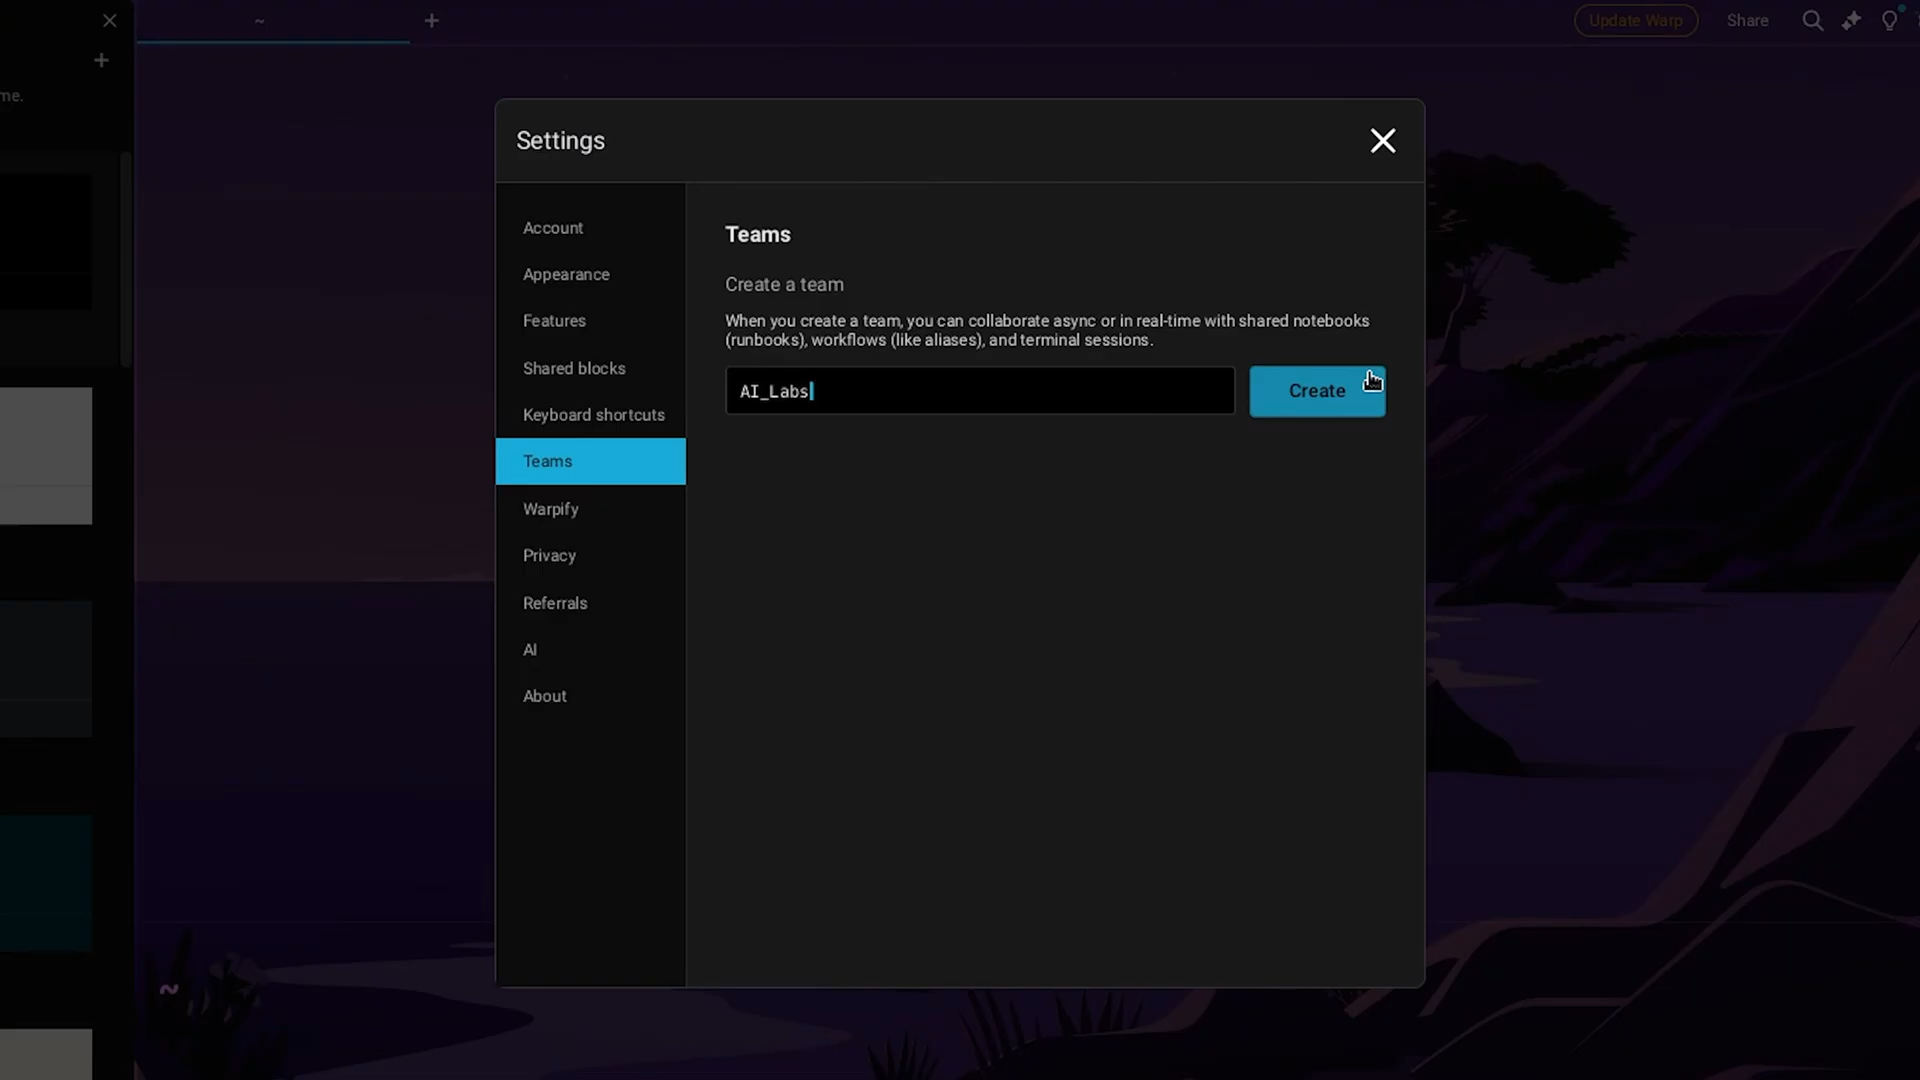 ~
Update Warp
Share
me.
Settings
Account
Appearance
Features
Shared blocks
Keyboard shortcuts
Teams
Warpify
Privacy
Referrals
AI
About
Teams
Create a team
When you create a team, you can collaborate async or in real-time with shared notebooks
(runbooks), workflows (like aliases), and terminal sessions.
AI_Labs
Create
~